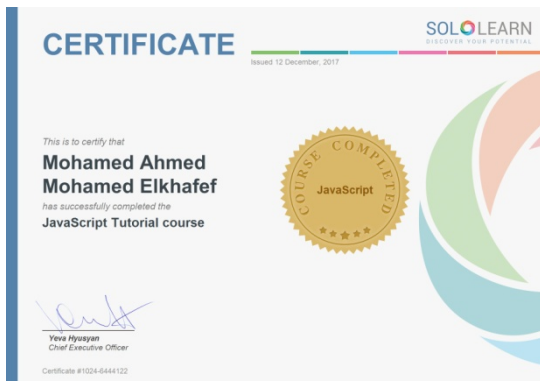 CERTIFICATE
SOLOLEARN
DISCOVER YOUR POTENTIAL
Issued 12 December, 2017
This is to certify that
Mohamed Ahmed
Mohamed Elkhafef
has successfully completed the
JavaScript Tutorial course
COURSE COMPLETED
JavaScript
Yeva Hyusyan
Chief Executive Officer
Certificate #1024-6444122